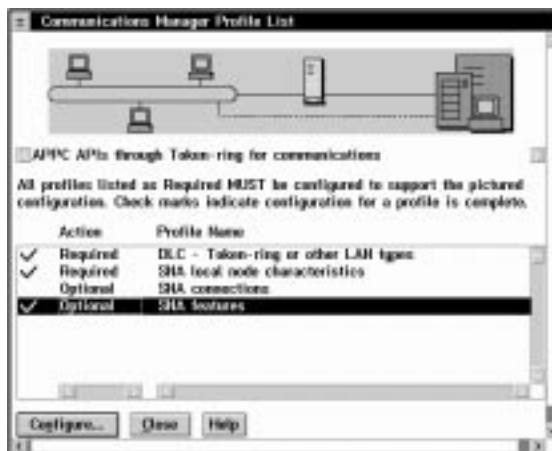 Communications Manager Profile List
APPC APIs through Token-ring for communications
All profiles listed as Required MUST be configured to support the pictured
configuration. Check marks indicate configuration for a profile is complete.
Action Profile Name
Required DLC - Token-ring or other LAN types
Required SNA local node characteristics
Optional SNA connections
Optional SNA features
Configure... Close Help